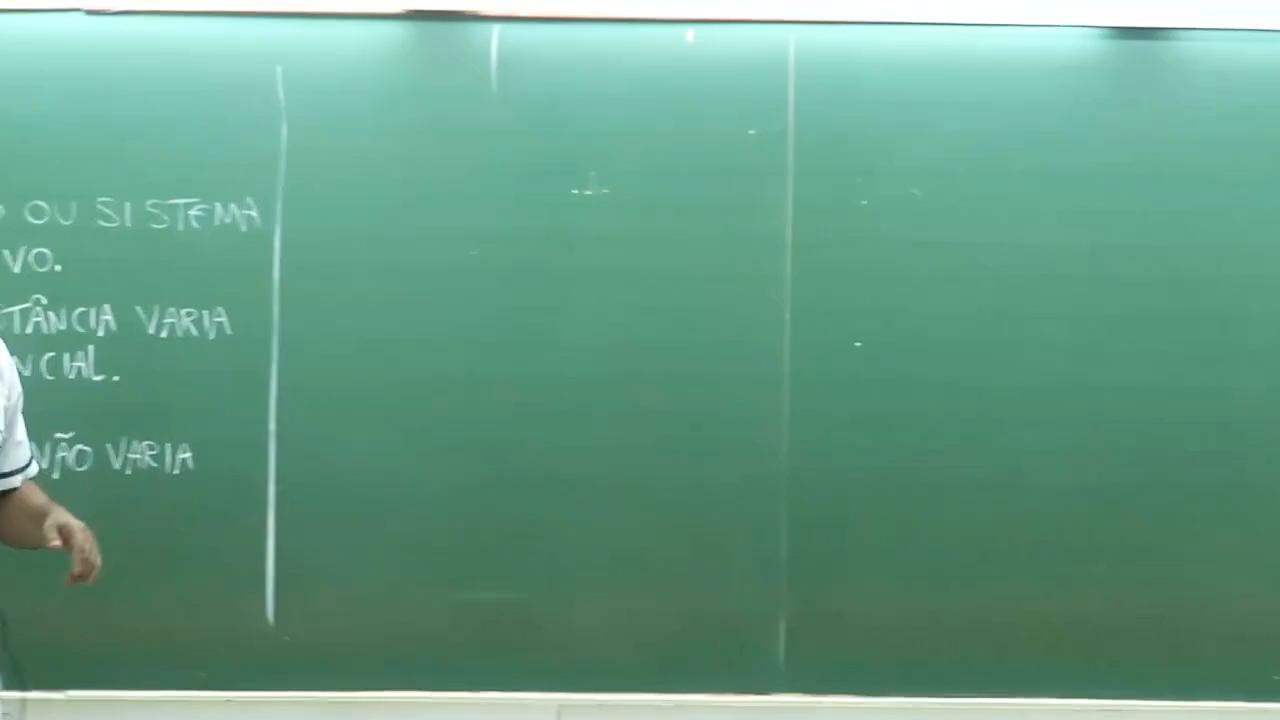 OU SISTEMA
VO.
TÂNCIA VARIA
NCIAL.
NÃO VARIA